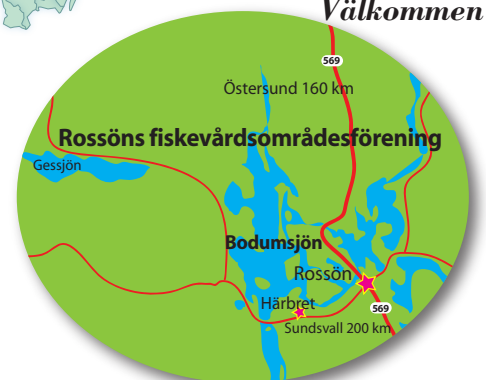 Välkommen
569
Östersund 160 km
Rossöns fiskevårdsområdesförening
Gessjön
Bodumsjön
Rossön
Härbret
569
Sundsvall 200 km